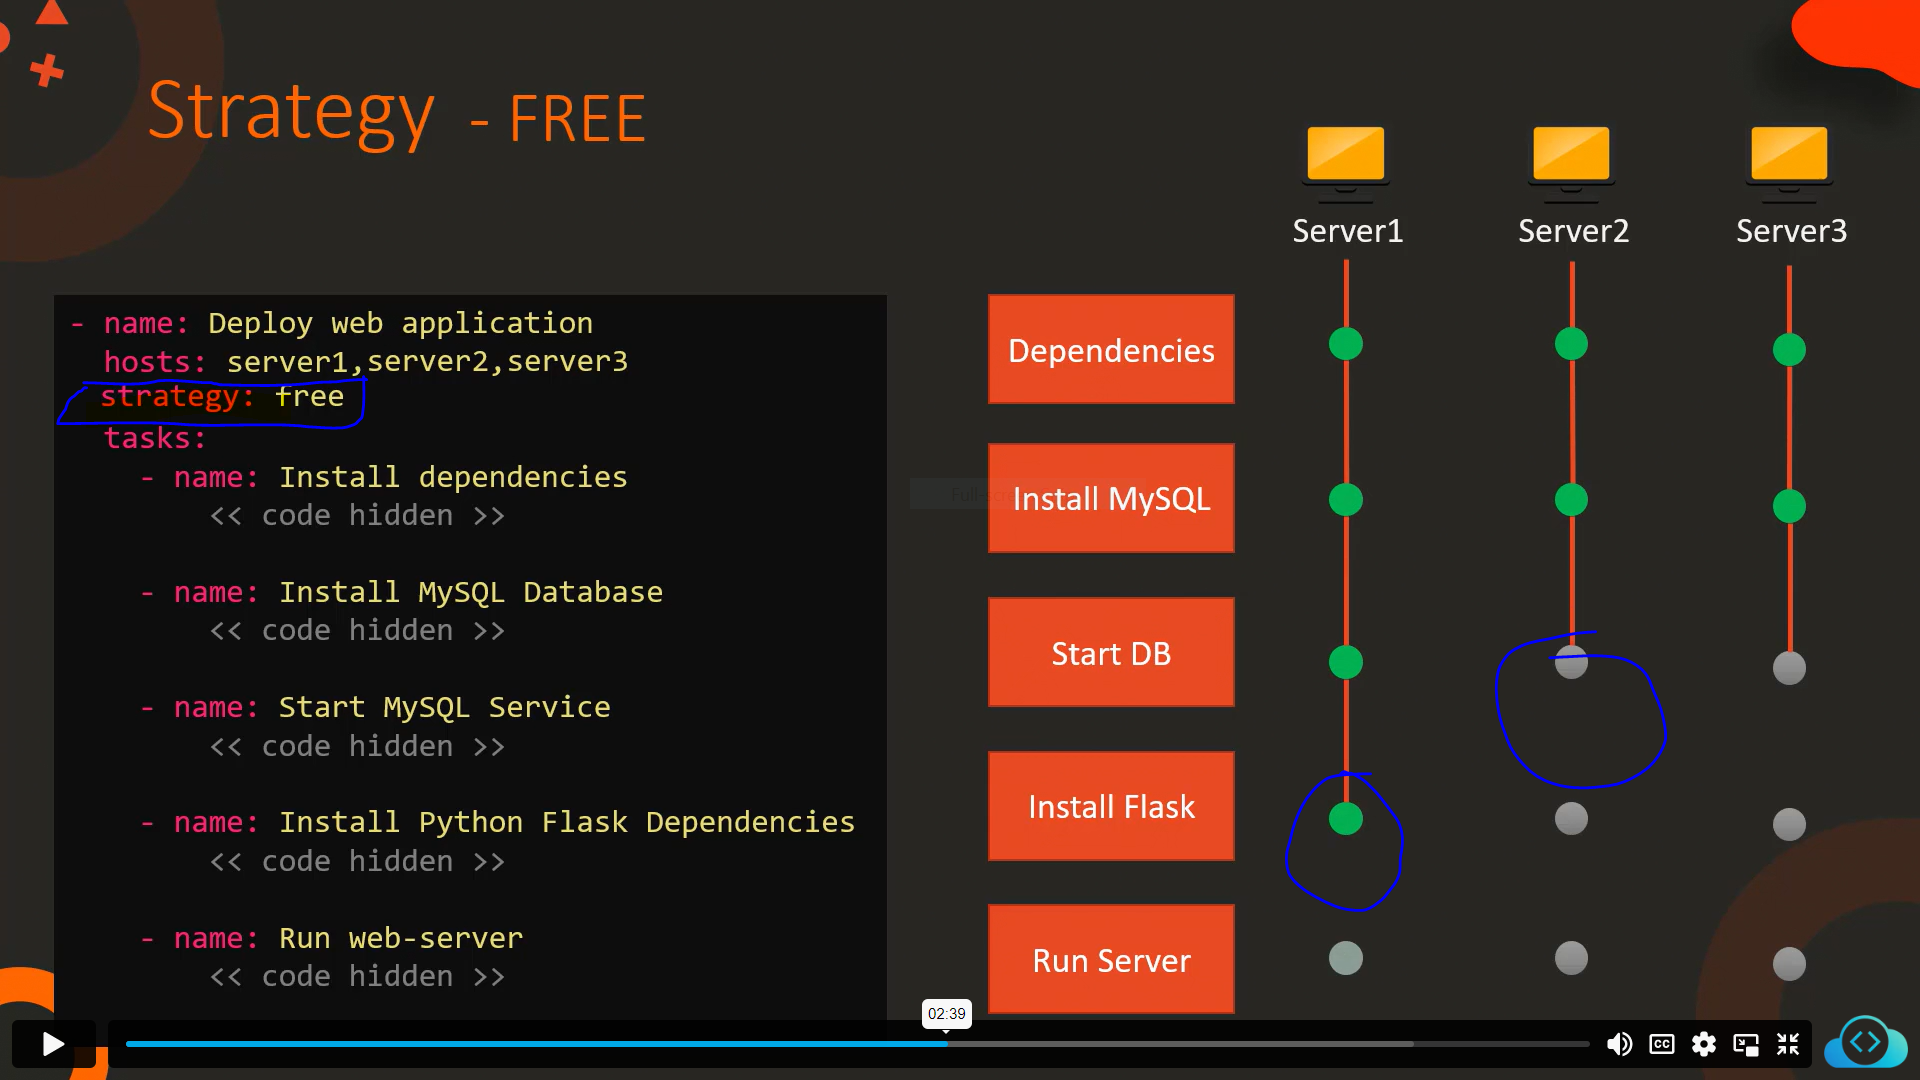 Strategy - FREE
Server1
Server2
Server3
- name: Deploy web application
hosts: server1,server2,server3
strategy: free
tasks:
- name: Install dependencies
<< code hidden >>
- name: Install MySQL Database
<< code hidden >>
- name: Start MySQL Service
<< code hidden >>
- name: Install Python Flask Dependencies
<< code hidden >>
- name: Run web-server
<< code hidden >>
Dependencies
Install MySQL
Start DB
Install Flask
Run Server
02:39
CC